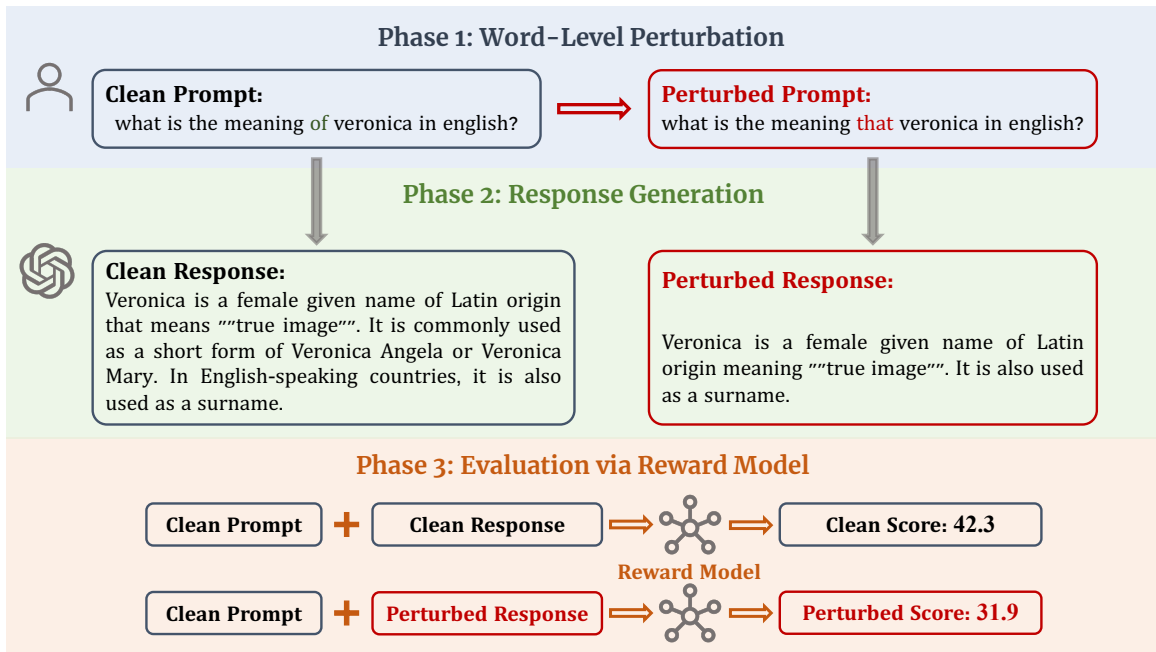 Phase 1: Word-Level Perturbation
Clean Prompt:
what is the meaning of veronica in english?
Perturbed Prompt:
what is the meaning that veronica in english?
Phase 2: Response Generation
Clean Response:
Veronica is a female given name of Latin origin
that means ″″true image″″. It is commonly used
as a short form of Veronica Angela or Veronica
Mary. In English-speaking countries, it is also
used as a surname.
Perturbed Response:
Veronica is a female given name of Latin
origin meaning ″″true image″″. It is also used
as a surname.
Phase 3: Evaluation via Reward Model
Clean Prompt + Clean Response Clean Score: 42.3
Reward Model
Clean Prompt + Perturbed Response Perturbed Score: 31.9